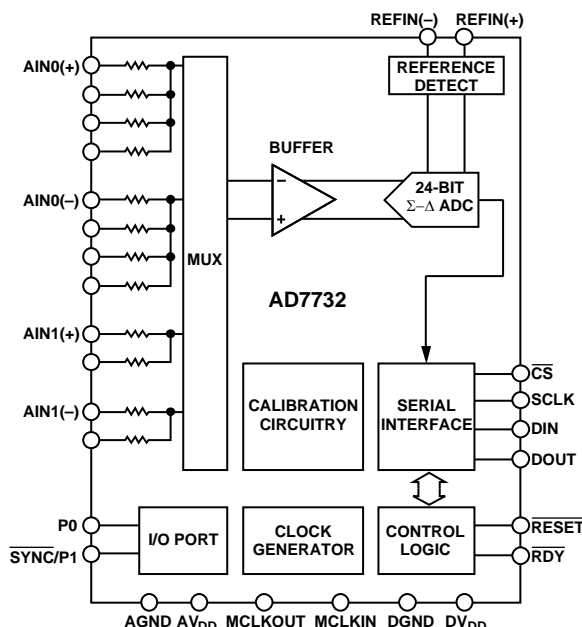 REFIN(–) REFIN(+)
AIN0(+)
REFERENCE
DETECT
BUFFER
–
+
24-BIT
Σ–Δ ADC
AIN0(–)
MUX
AD7732
AIN1(+)
AIN1(–)
CALIBRATION
CIRCUITRY
SERIAL
INTERFACE
CS
SCLK
DIN
DOUT
P0
SYNC/P1
I/O PORT
CLOCK
GENERATOR
CONTROL
LOGIC
RESET
RDY
AGND AVDD MCLKOUT MCLKIN DGND DVDD